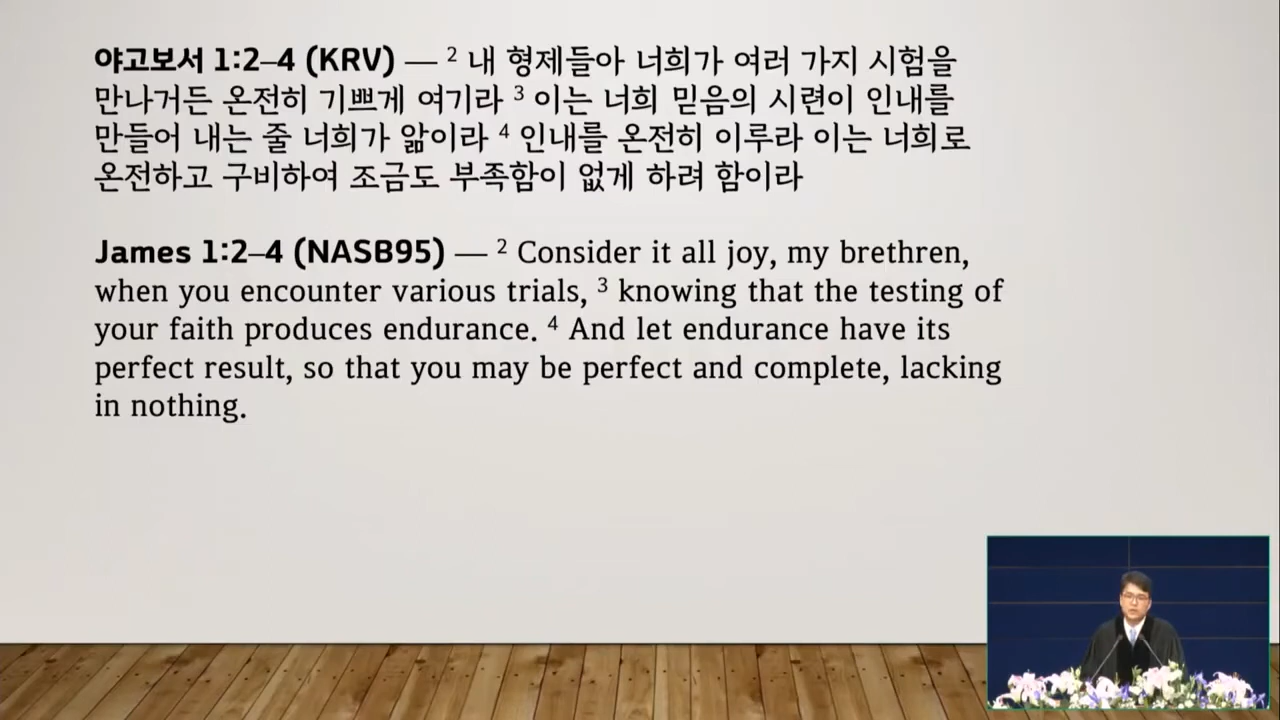 야고보서 1:2–4 (KRV) — ² 내 형제들아 너희가 여러 가지 시험을
만나거든 온전히 기쁘게 여기라 ³ 이는 너희 믿음의 시련이 인내를
만들어 내는 줄 너희가 앎이라 ⁴ 인내를 온전히 이루라 이는 너희로
온전하고 구비하여 조금도 부족함이 없게 하려 함이라
James 1:2–4 (NASB95) — ² Consider it all joy, my brethren,
when you encounter various trials, ³ knowing that the testing of
your faith produces endurance. ⁴ And let endurance have its
perfect result, so that you may be perfect and complete, lacking
in nothing.